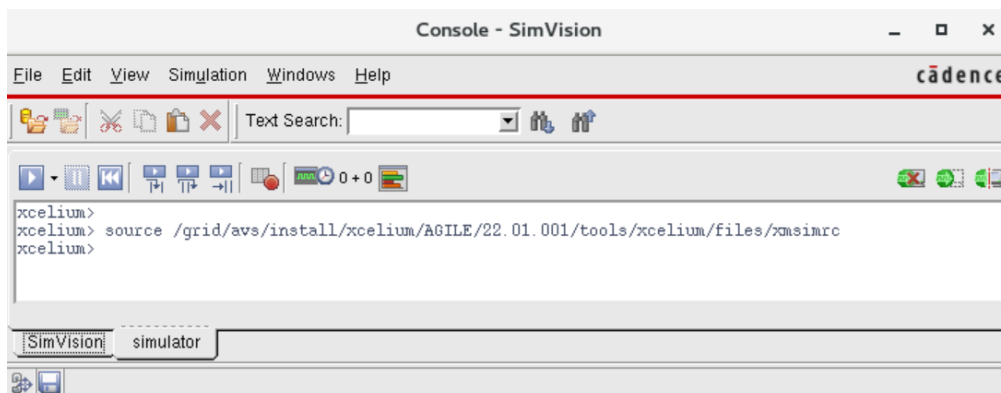 Console - SimVision
File Edit View Simulation Windows Help cādence
Text Search:
0 + 0
xcelium>
xcelium> source /grid/avs/install/xcelium/AGILE/22.01.001/tools/xcelium/files/xmsimrc
xcelium>
SimVision simulator